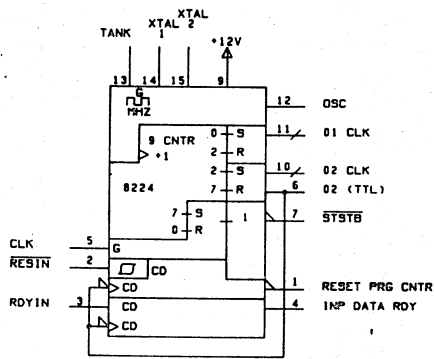 XTAL
XTAL 2
TANK 1
+12V
13 14 15 9
G
MHZ
12 OSC
9 CNTR
+1
0 S 11 01 CLK
2 R
2 S 10 02 CLK
8224
7 R 6 02 (TTL)
7 S 1 7 STSTB
0 R
CLK 5 G
RESIN 2 CD
CD 1 RESET PRG CNTR
RDYIN 3 CD 4 INP DATA RDY
CD